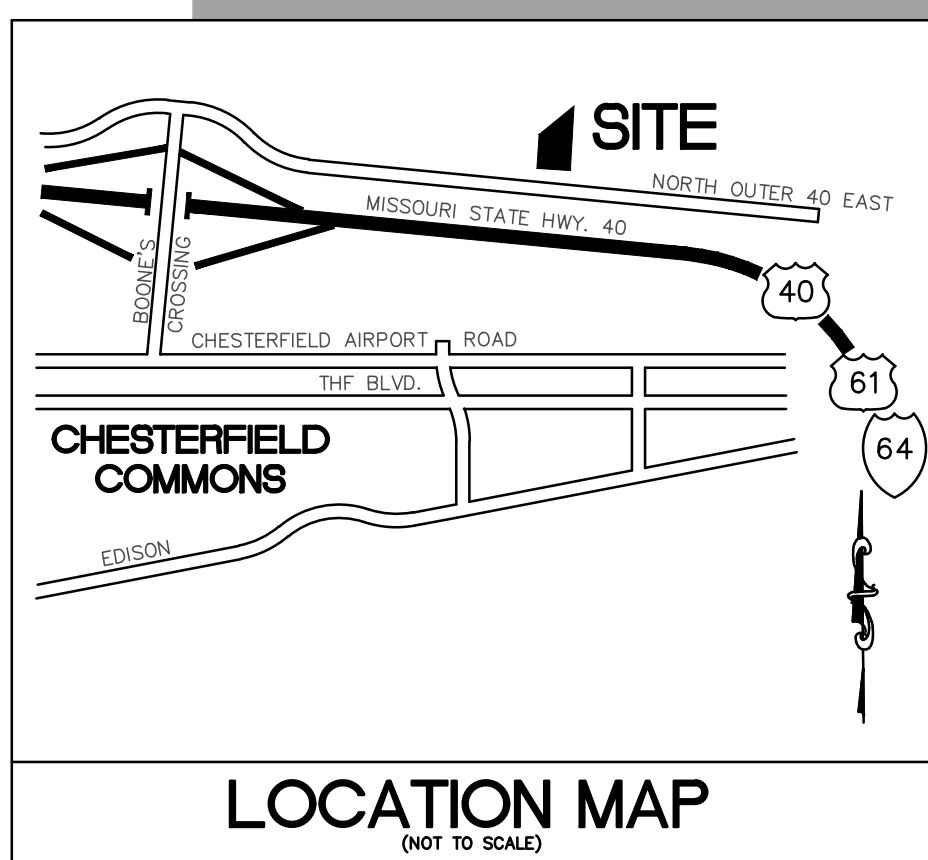 SITE
NORTH OUTER 40 EAST
MISSOURI STATE HWY. 40
BOONE'S
CROSSING
40
CHESTERFIELD AIRPORT ROAD
61
THF BLVD.
CHESTERFIELD
COMMONS
64
EDISON
LOCATION MAP
(NOT TO SCALE)